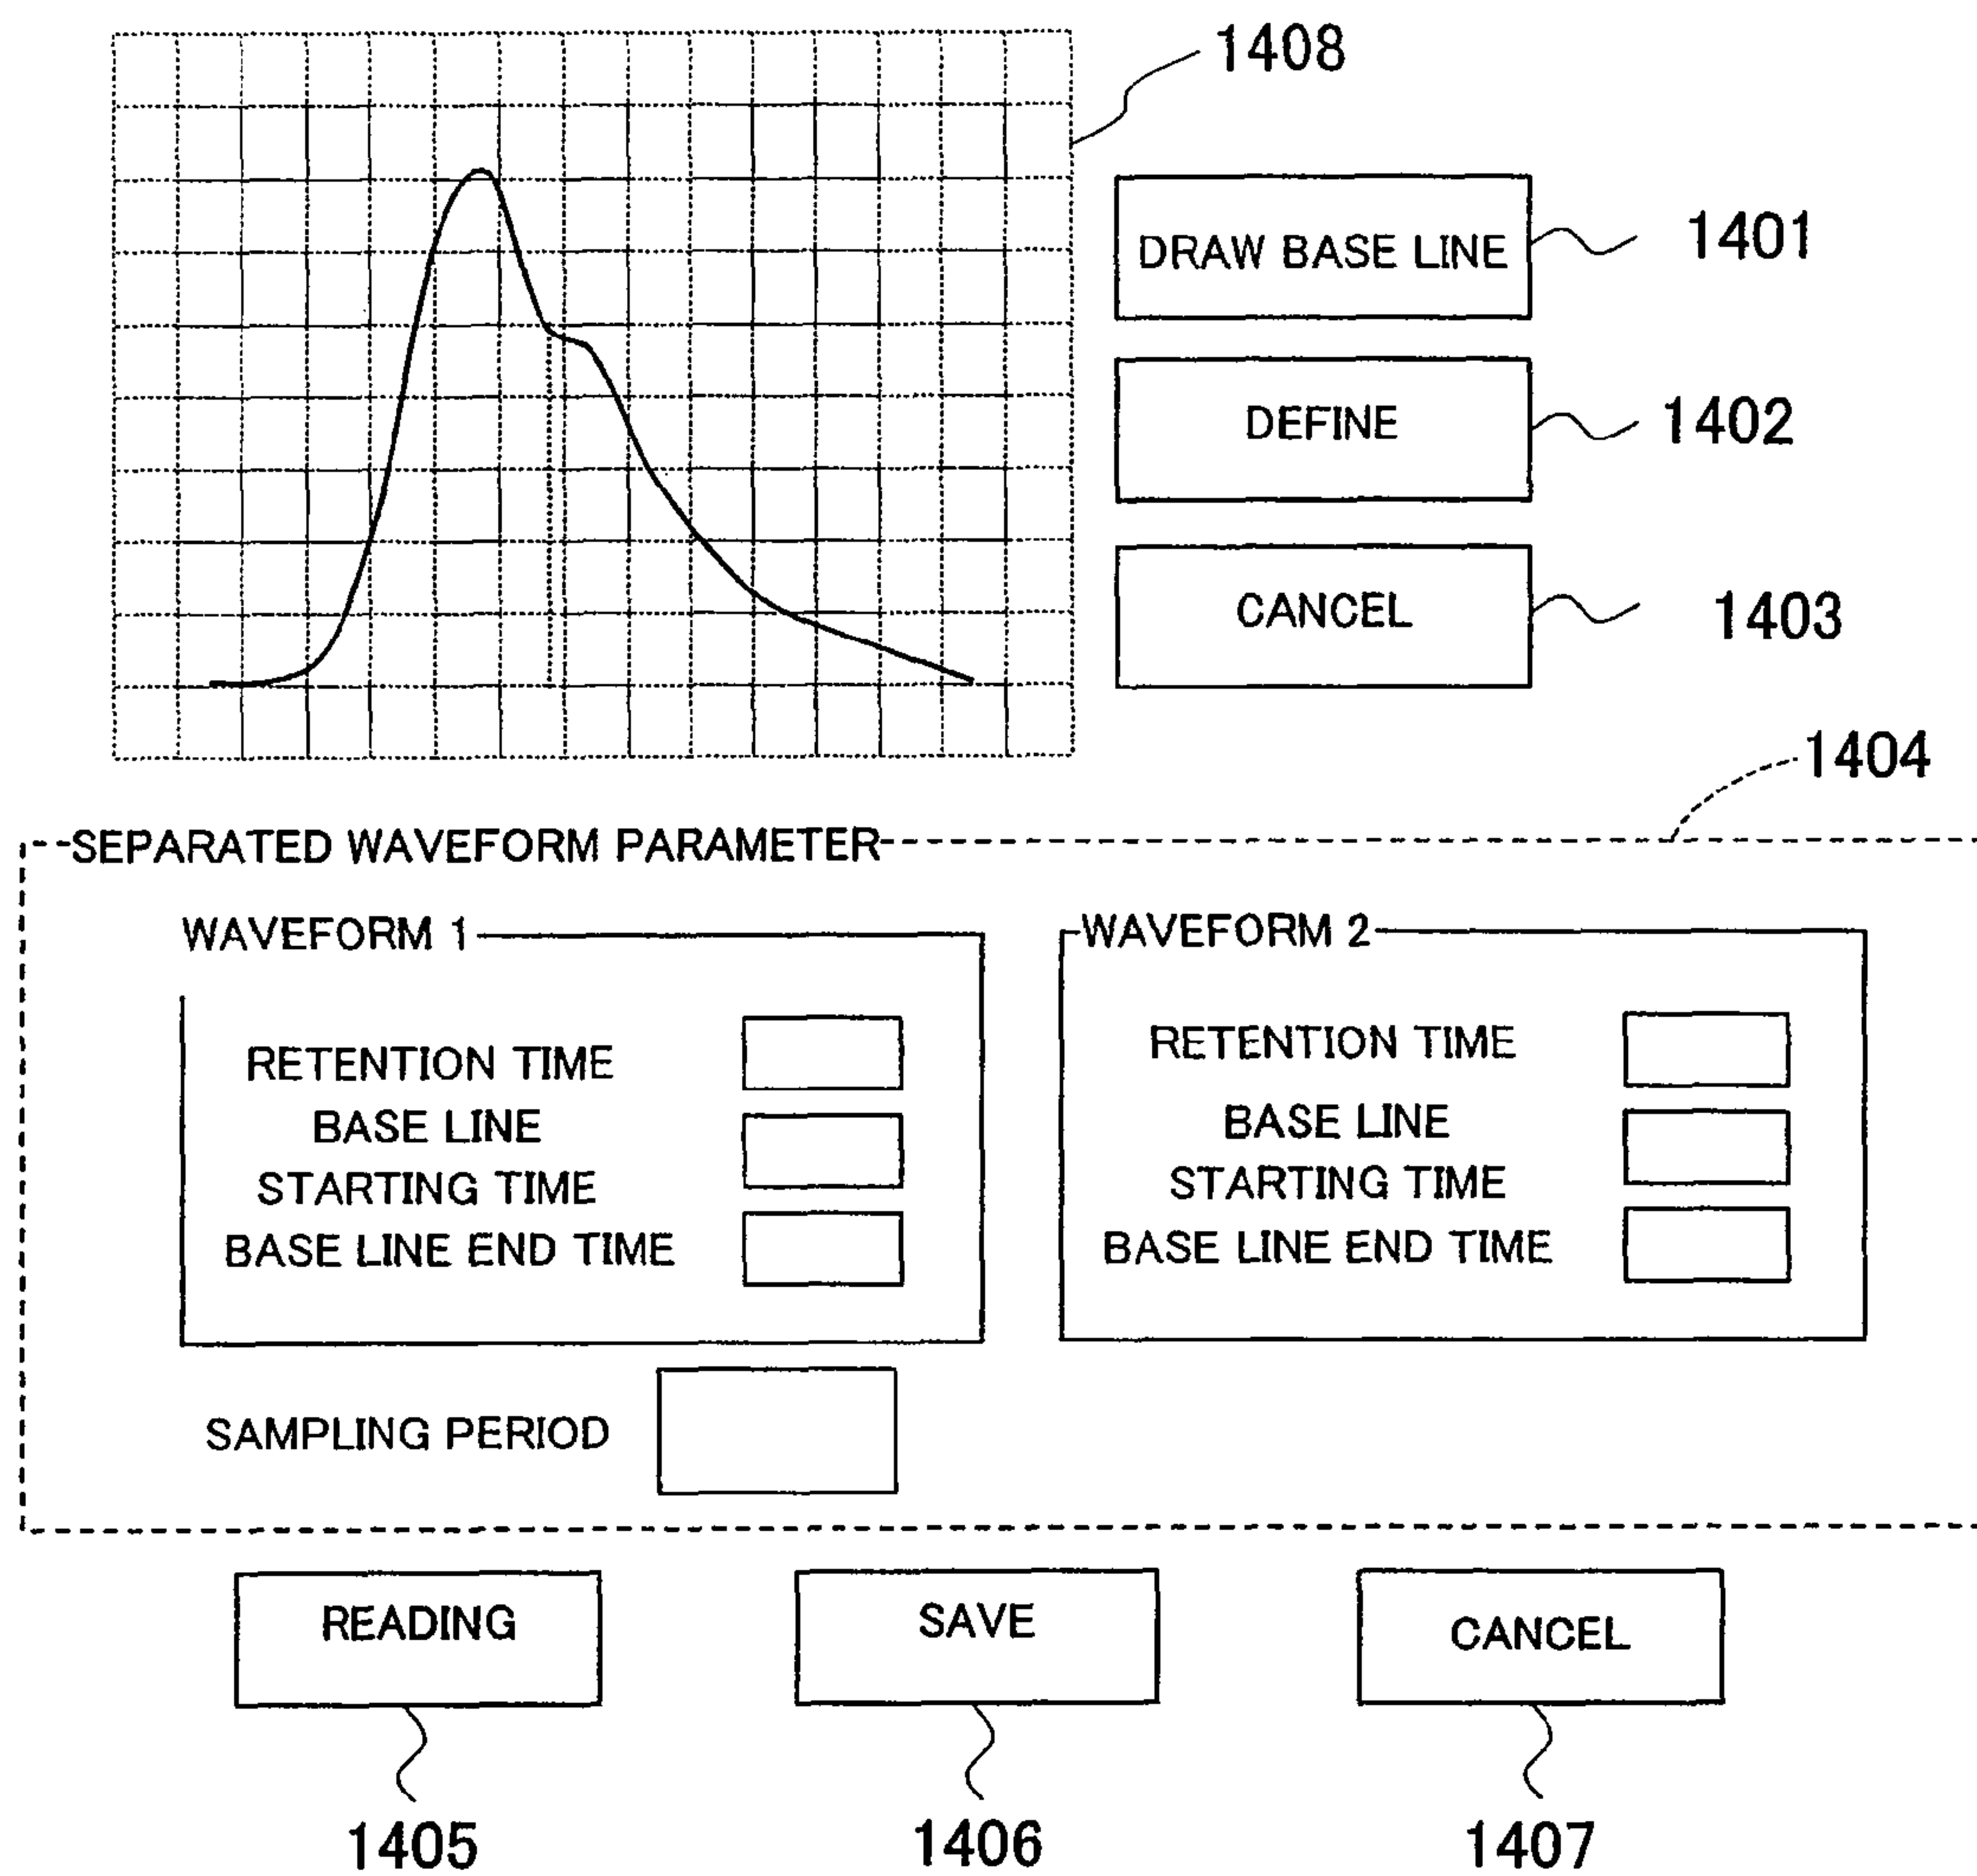 1408
DRAW BASE LINE
1401
DEFINE
1402
CANCEL
1403
1404
SEPARATED WAVEFORM PARAMETER
WAVEFORM 1
RETENTION TIME
BASE LINE
STARTING TIME
BASE LINE END TIME
WAVEFORM 2
RETENTION TIME
BASE LINE
STARTING TIME
BASE LINE END TIME
SAMPLING PERIOD
READING
SAVE
CANCEL
1405
1406
1407